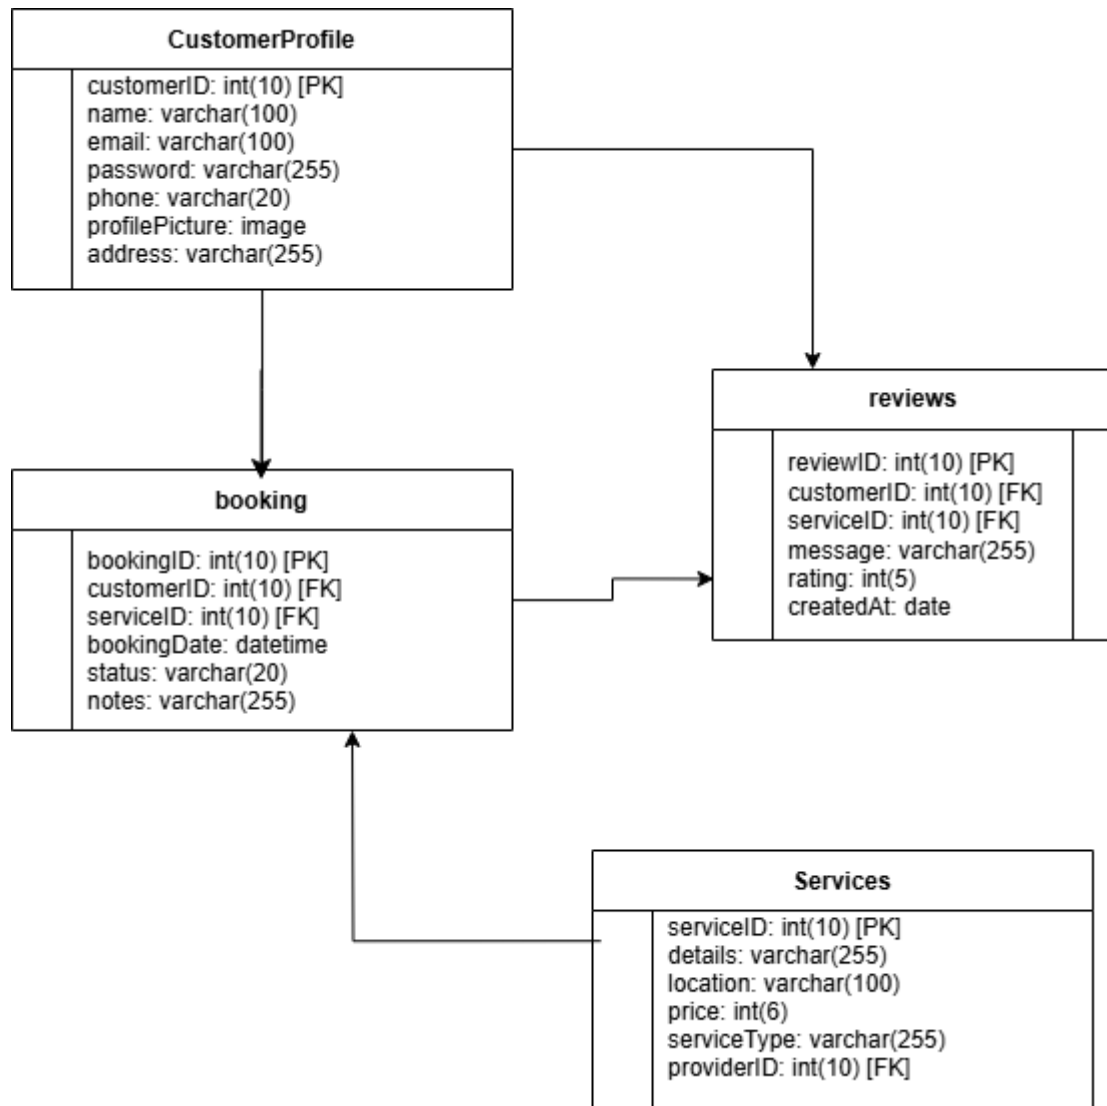 CustomerProfile
customerID: int(10) [PK]
name: varchar(100)
email: varchar(100)
password: varchar(255)
phone: varchar(20)
profilePicture: image
address: varchar(255)
reviews
reviewID: int(10) [PK]
customerID: int(10) [FK]
serviceID: int(10) [FK]
message: varchar(255)
rating: int(5)
createdAt: date
booking
bookingID: int(10) [PK]
customerID: int(10) [FK]
serviceID: int(10) [FK]
bookingDate: datetime
status: varchar(20)
notes: varchar(255)
Services
serviceID: int(10) [PK]
details: varchar(255)
location: varchar(100)
price: int(6)
serviceType: varchar(255)
providerID: int(10) [FK]